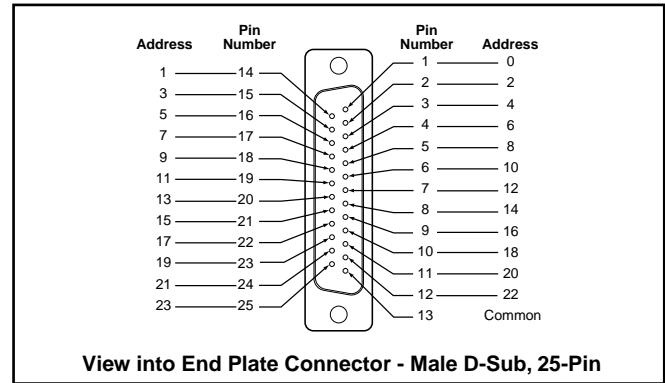 Address Pin Number Pin Number Address
1 14 1 0
3 15 2 2
5 16 3 4
7 17 4 6
9 18 5 8
11 19 6 10
13 20 7 12
15 21 8 14
17 22 9 16
19 23 10 18
21 24 11 20
23 25 12 22
13 Common
View into End Plate Connector - Male D-Sub, 25-Pin